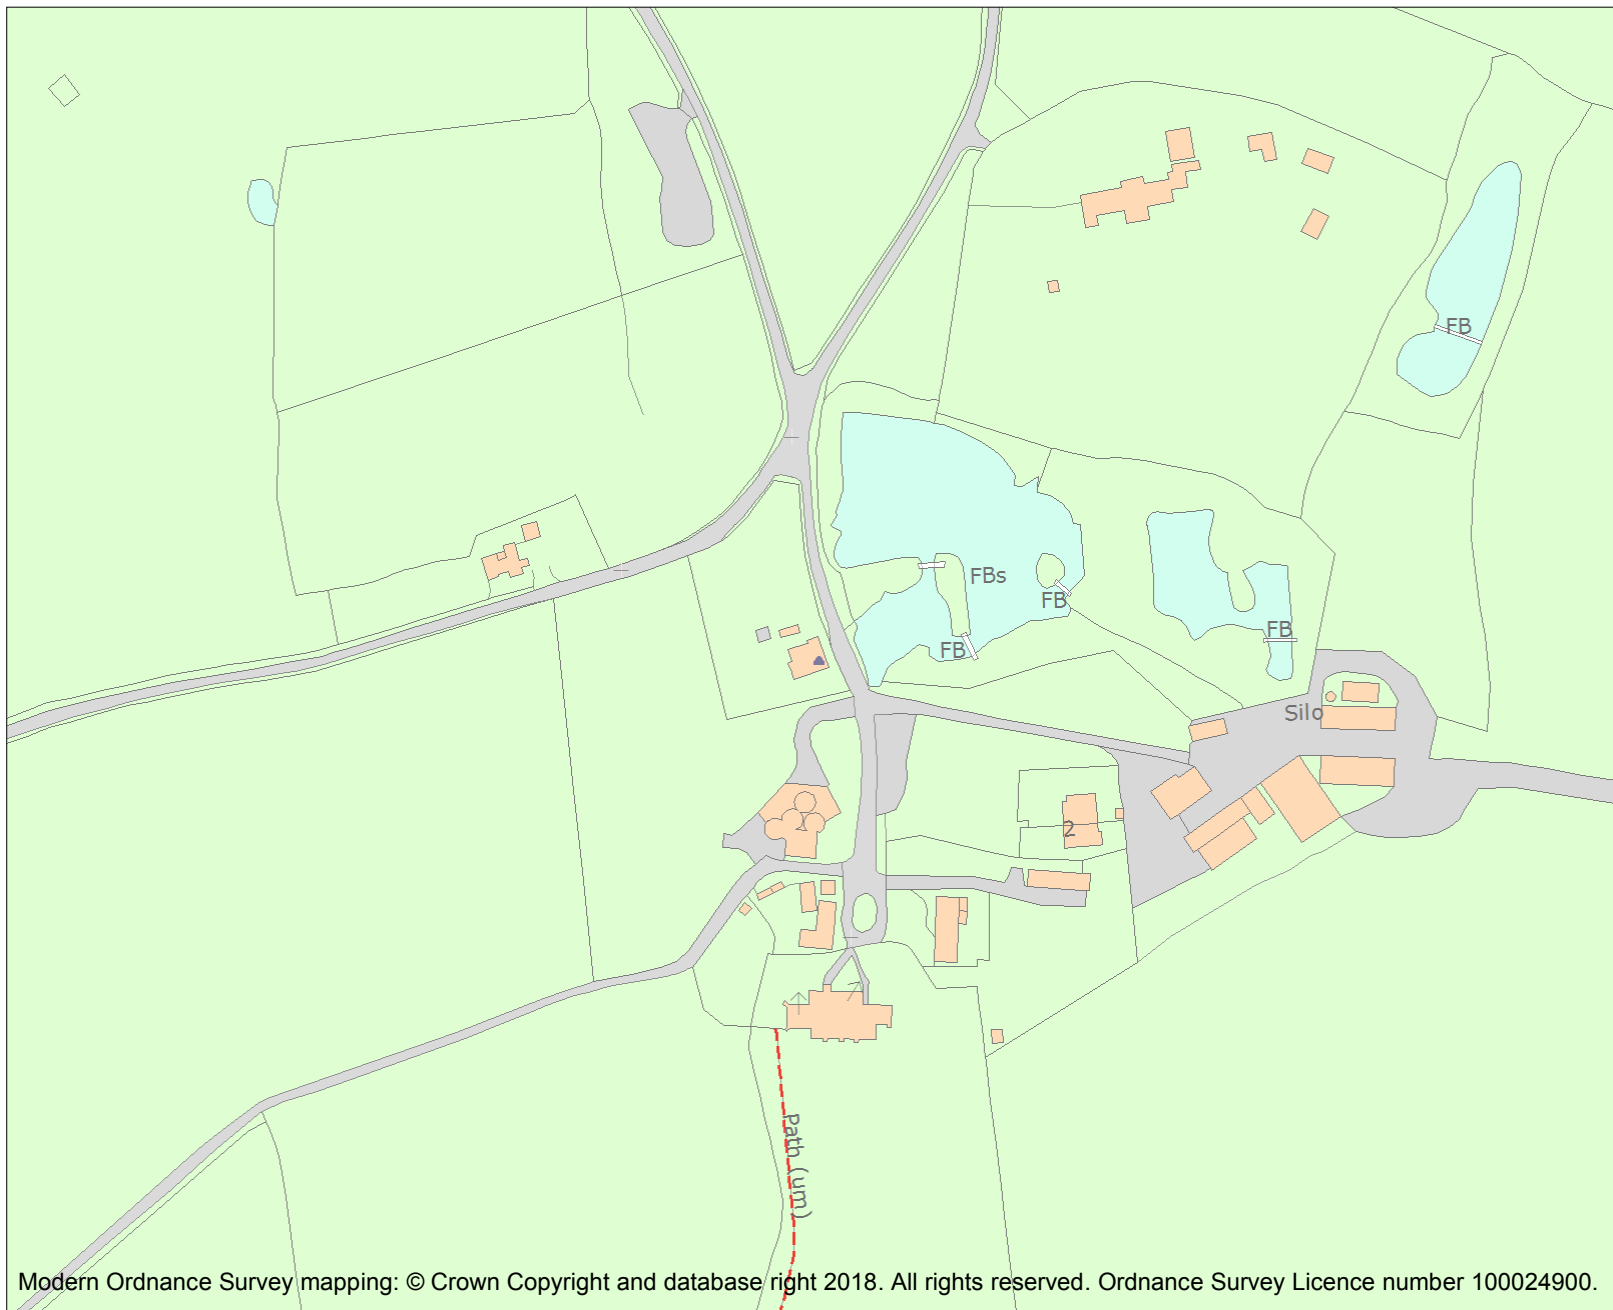 FB
FBs
FB
FB
FB
Silo
2
Path (um)
Modern Ordnance Survey mapping: © Crown Copyright and database right 2018. All rights reserved. Ordnance Survey Licence number 100024900.